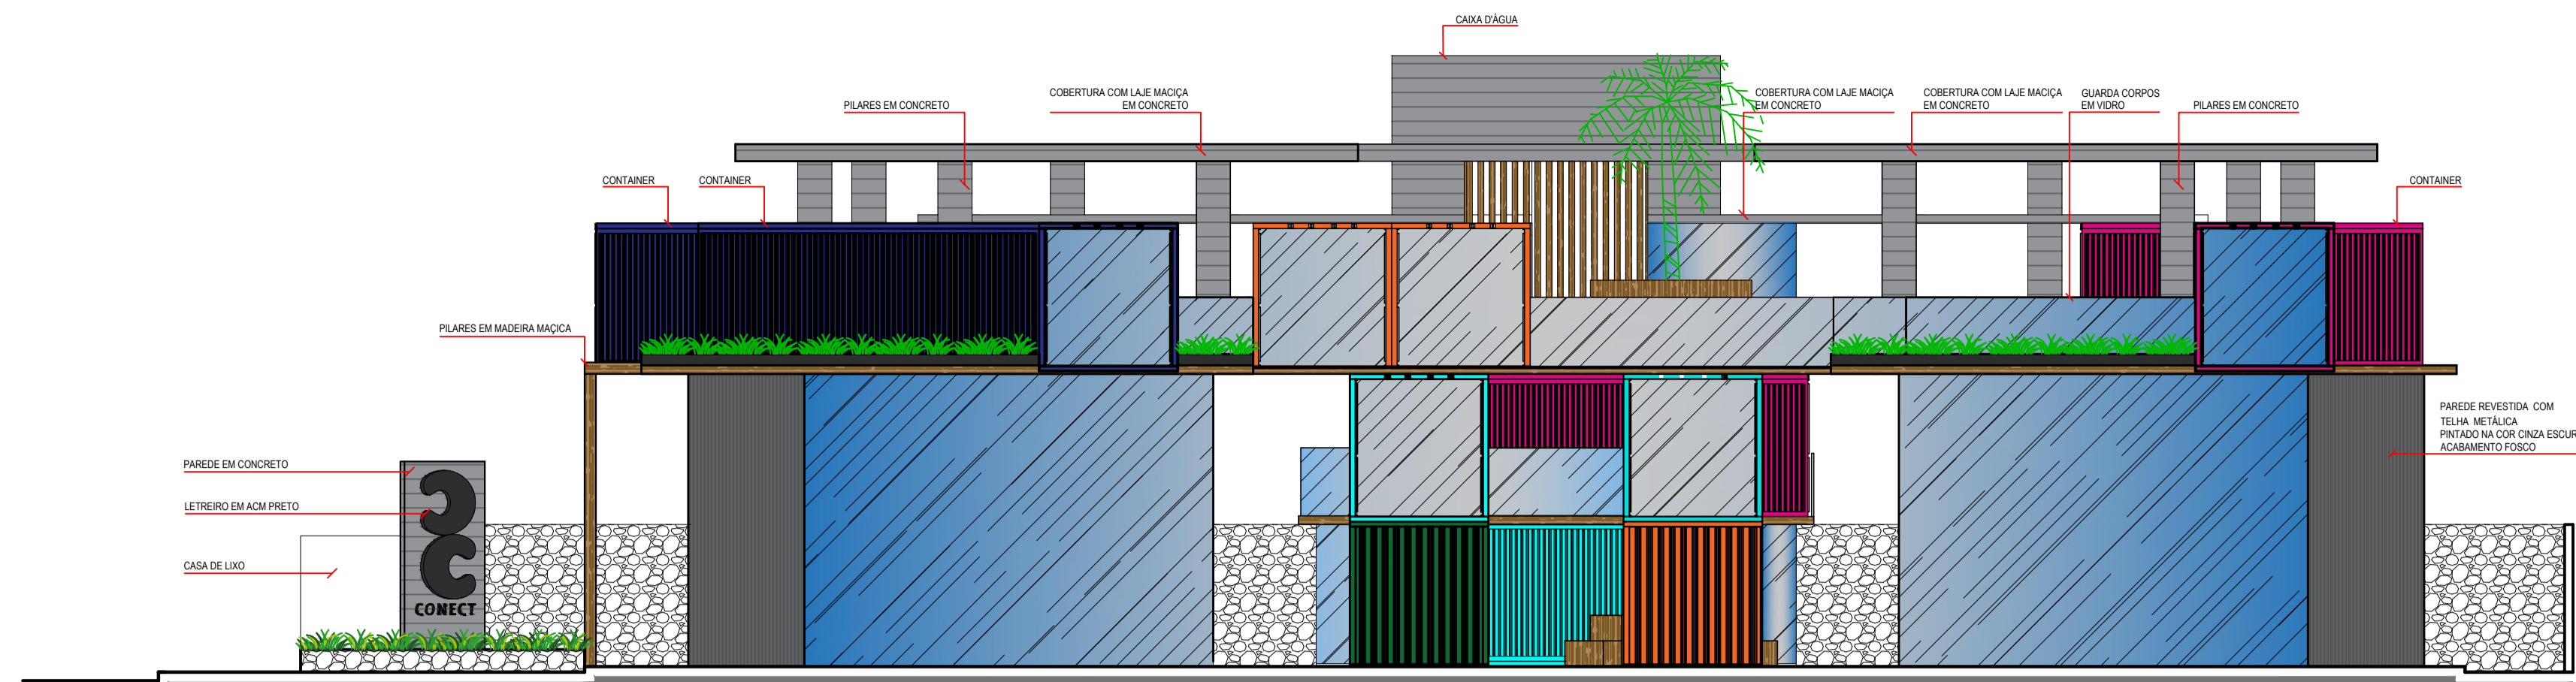 CAIXA D'ÁGUA
PILARES EM CONCRETO
COBERTURA COM LAJE MACIÇA
EM CONCRETO
COBERTURA COM LAJE MACIÇA
EM CONCRETO
COBERTURA COM LAJE MACIÇA
EM CONCRETO
GUARDA CORPOS
EM VIDRO
PILARES EM CONCRETO
CONTAINER
CONTAINER
CONTAINER
PILARES EM MADEIRA MAÇICA
PAREDE REVESTIDA COM
TELHA METÁLICA
PINTADO NA COR CINZA ESCUR
ACABAMENTO FOSCO
PAREDE EM CONCRETO
LETREIRO EM ACM PRETO
CASA DE LIXO
CONECT